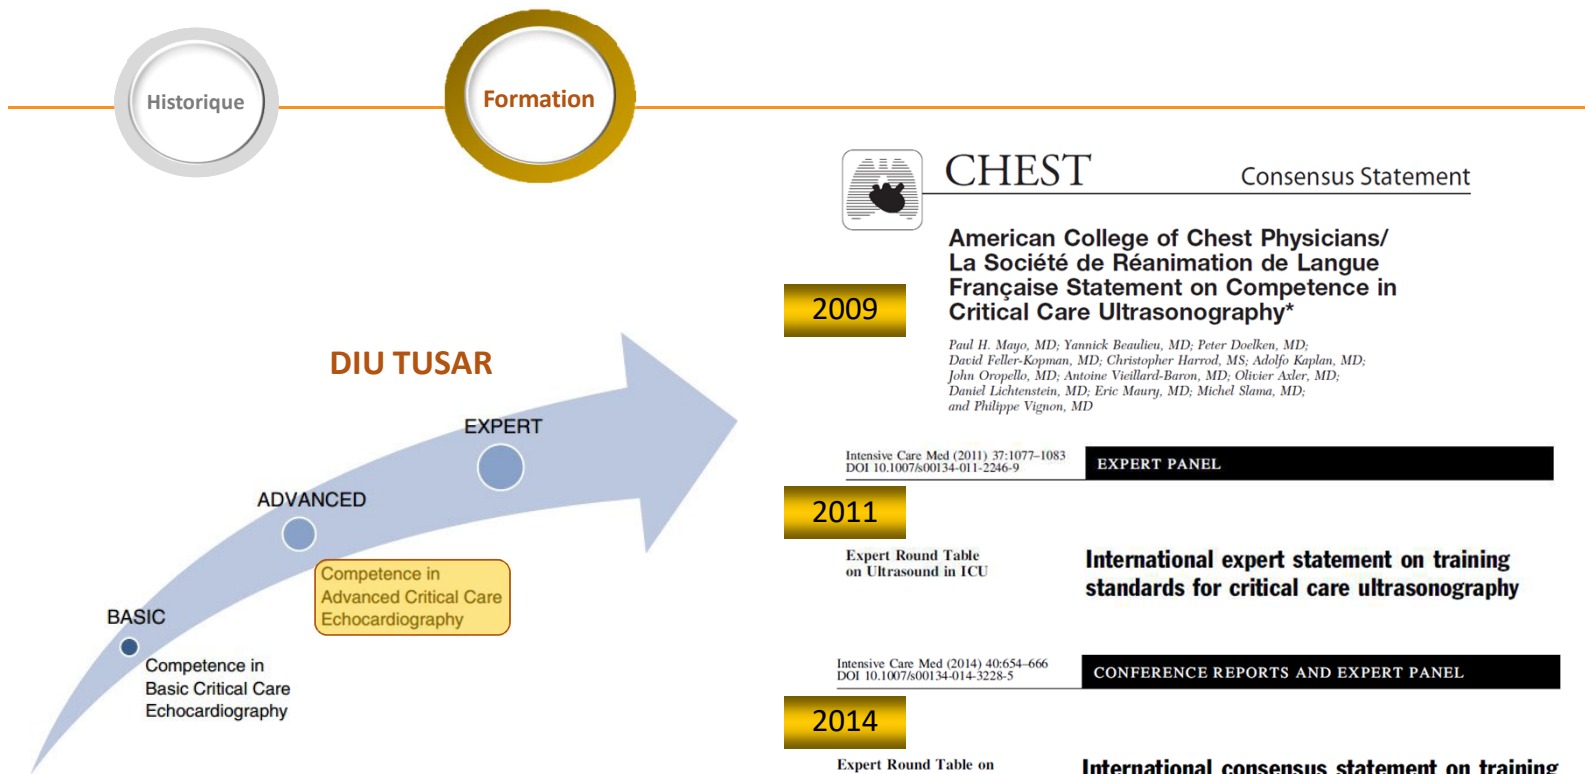 Historique
Formation
DIU TUSAR
EXPERT
ADVANCED
Competence in
Advanced Critical Care
Echocardiography
BASIC
Competence in
Basic Critical Care
Echocardiography
CHEST
Consensus Statement
American College of Chest Physicians/
La Société de Réanimation de Langue
Française Statement on Competence in
Critical Care Ultrasonography*
2009
Paul H. Mayo, MD; Yannick Beaulieu, MD; Peter Doelken, MD;
David Feller-Kopman, MD; Christopher Harrod, MS; Adolfo Kaplan, MD;
John Oropello, MD; Antoine Vieillard-Baron, MD; Olivier Axler, MD;
Daniel Lichtenstein, MD; Eric Maury, MD; Michel Slama, MD;
and Philippe Vignon, MD
Intensive Care Med (2011) 37:1077–1083
DOI 10.1007/s00134-011-2246-9
EXPERT PANEL
2011
Expert Round Table
on Ultrasound in ICU
International expert statement on training
standards for critical care ultrasonography
Intensive Care Med (2014) 40:654–666
DOI 10.1007/s00134-014-3228-5
CONFERENCE REPORTS AND EXPERT PANEL
2014
Expert Round Table on
International consensus statement on training